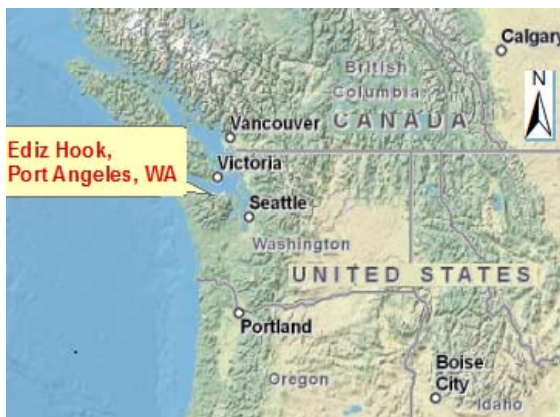 Calgary
N
British
Columbia
CANADA
Vancouver
Ediz Hook,
Port Angeles, WA
Victoria
Seattle
Washington
UNITED STATES
Portland
Boise
City
Oregon
Idaho